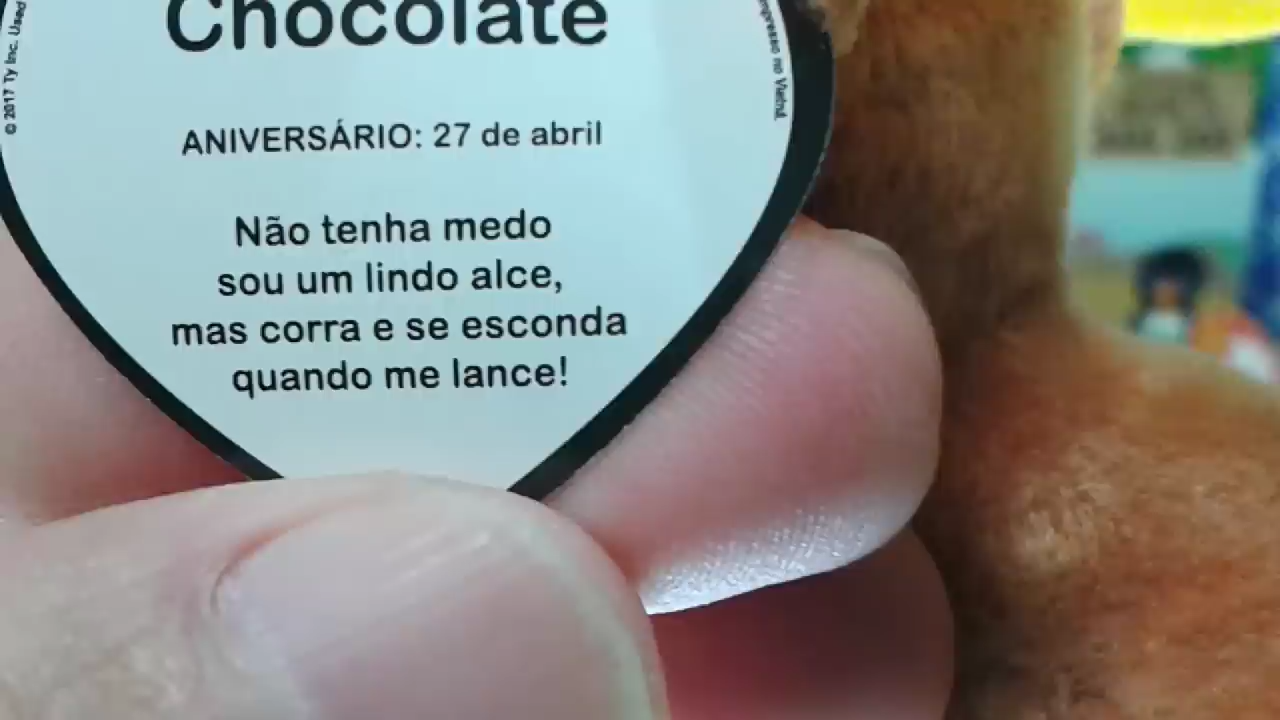 Chocolate
ANIVERSÁRIO: 27 de abril
Não tenha medo
sou um lindo alce,
mas corra e se esconda
quando me lance!
© 2017 Ty Inc. Used
no